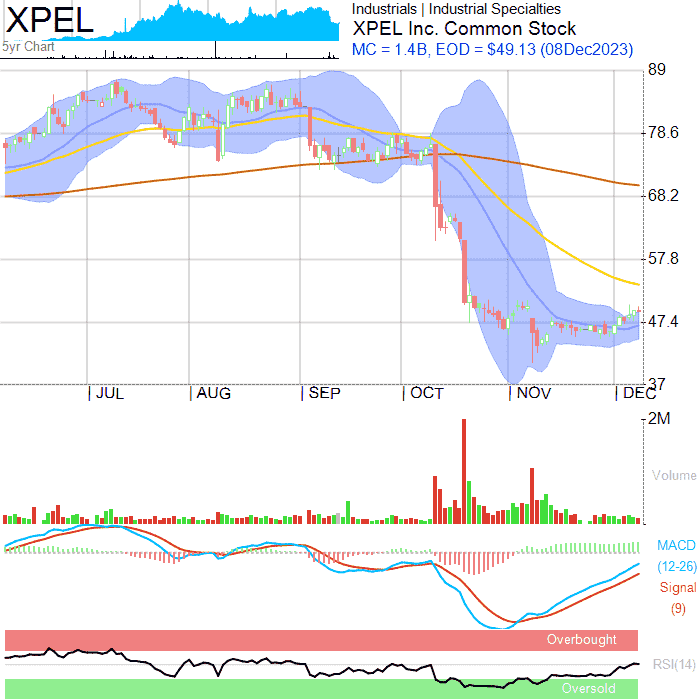 XPEL
5yr Chart
Industrials | Industrial Specialties
XPEL Inc. Common Stock
MC = 1.4B, EOD = $49.13 (08Dec2023)
89
78.6
68.2
57.8
47.4
37
JUL
AUG
SEP
OCT
NOV
DEC
2M
Volume
MACD
(12-26)
Signal
(9)
Overbought
RSI(14)
Oversold